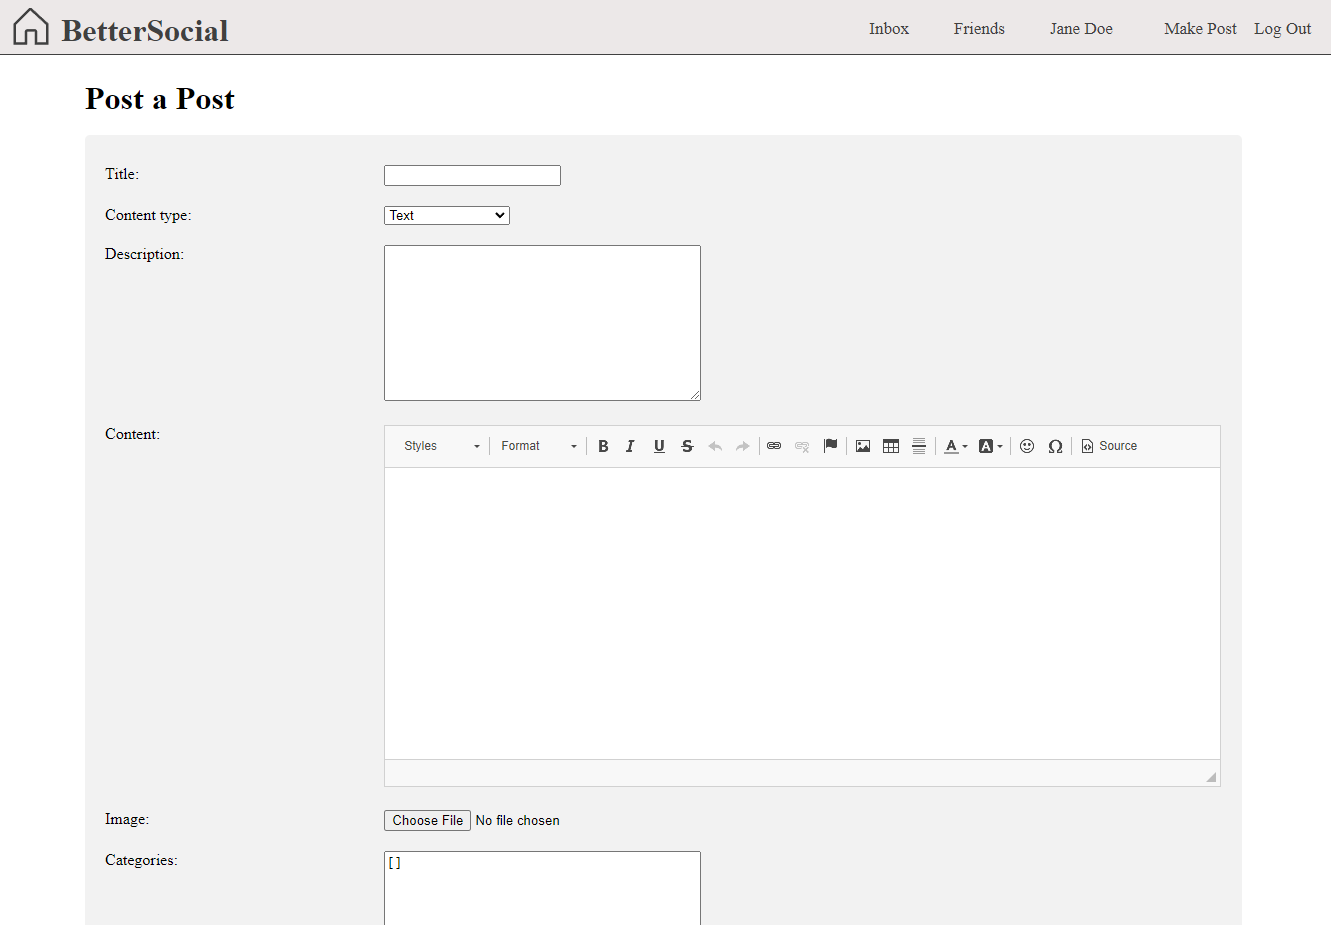 BetterSocial Inbox Friends Jane Doe Make Post Log Out
Post a Post
Title:
Content type: Text
Description:
Content: Styles Format B I U S A A Ω Source
Image: Choose File No file chosen
Categories: []